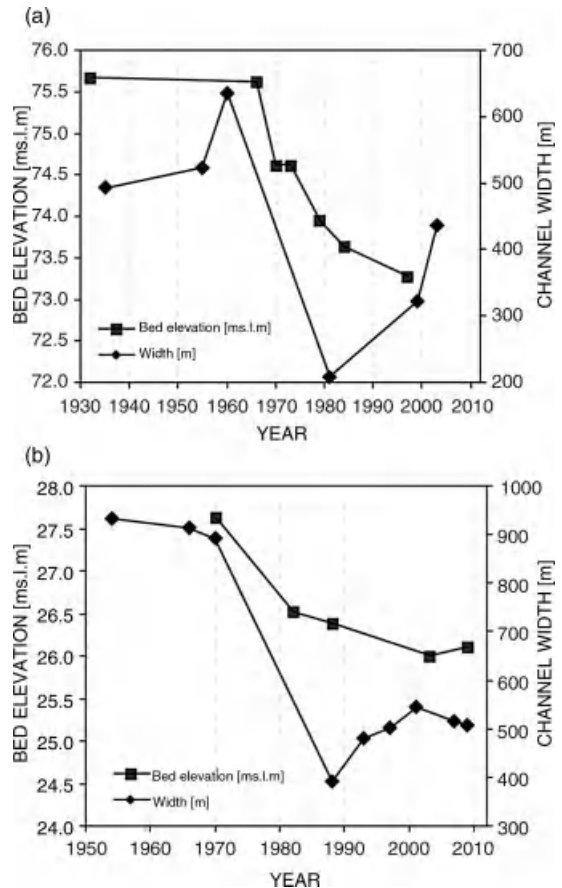 (a)
76.0
75.5
75.0
74.5
74.0
73.5
73.0
72.5
72.0
BED ELEVATION [ms.l.m]
700
600
500
400
300
200
CHANNEL WIDTH [m]
Bed elevation [ms.l.m]
Width [m]
1930 1940 1950 1960 1970 1980 1990 2000 2010
YEAR
(b)
28.0
27.5
27.0
26.5
26.0
25.5
25.0
24.5
24.0
BED ELEVATION [ms.l.m]
1000
900
800
700
600
500
400
300
CHANNEL WIDTH [m]
Bed elevation [ms.l.m]
Width [m]
1950 1960 1970 1980 1990 2000 2010
YEAR